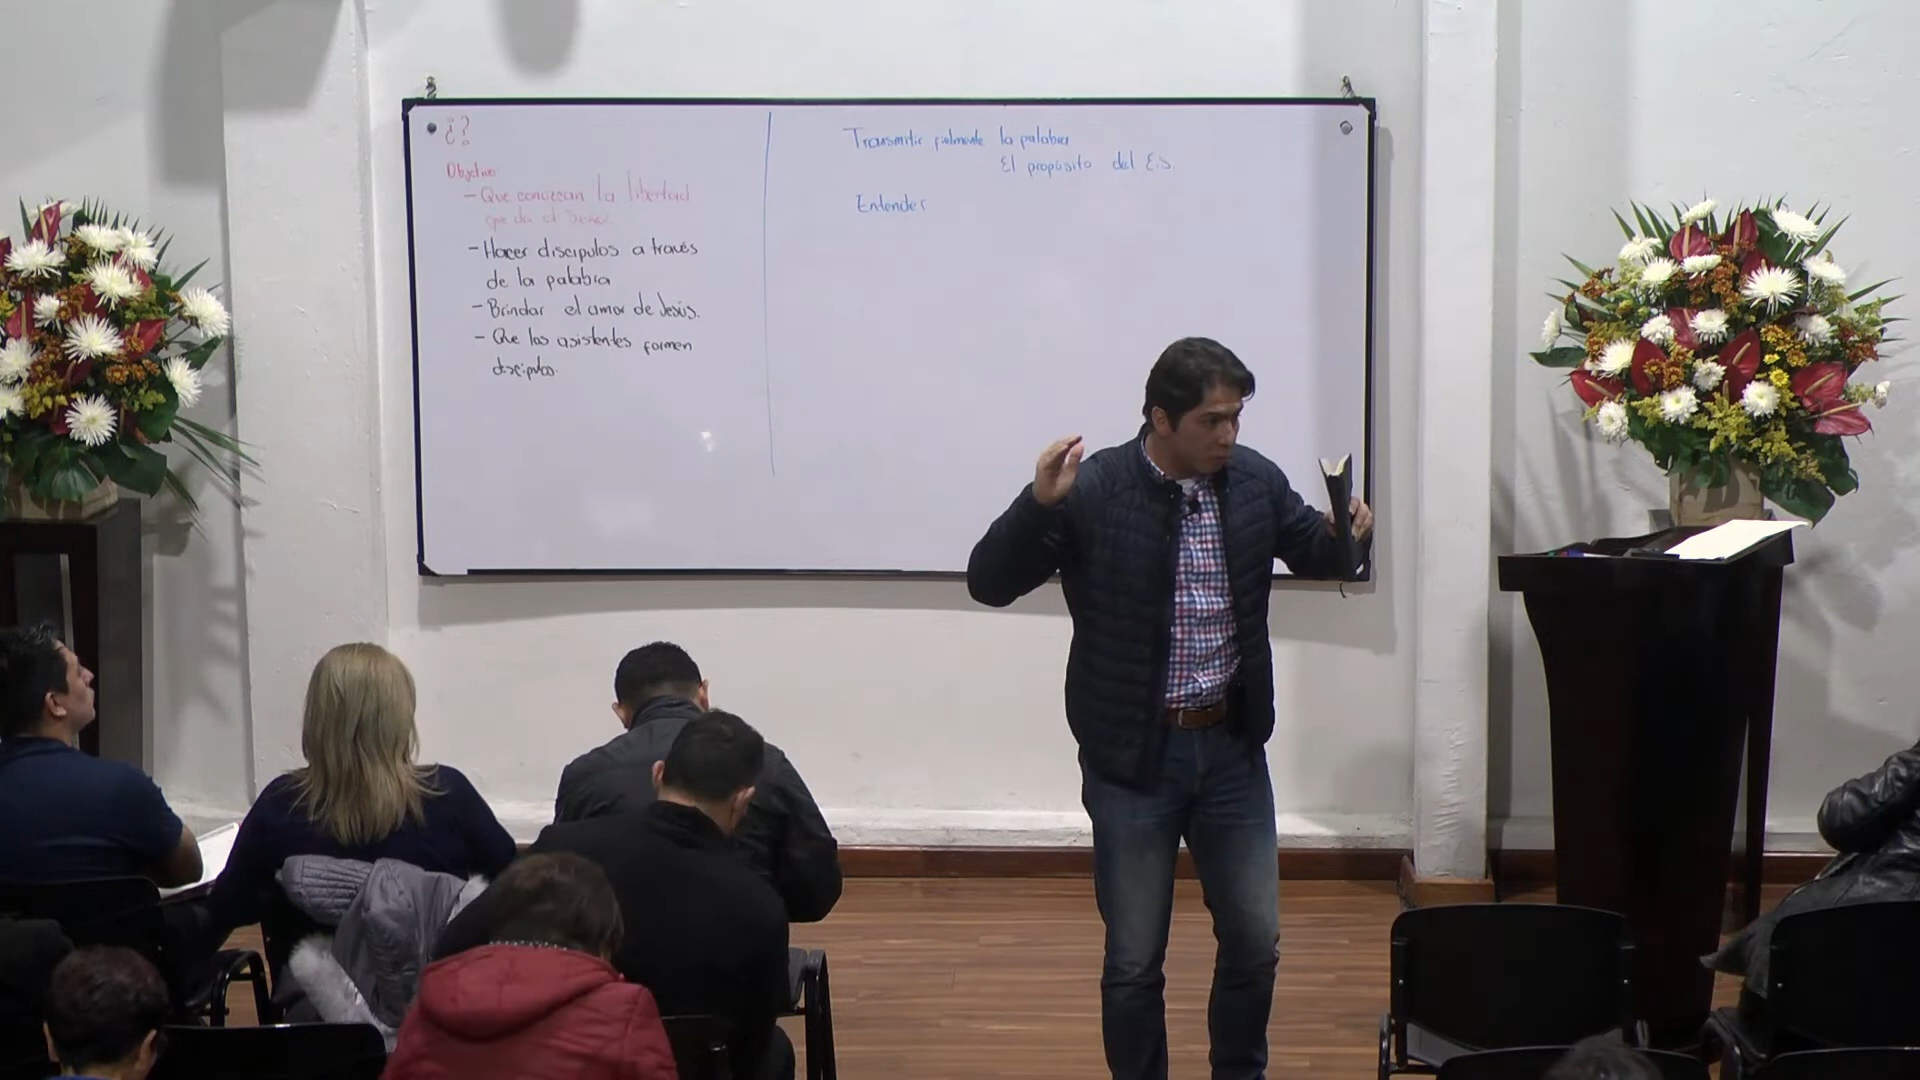 ¿?
Objetivo:
- Que conozcan la libertad
que da el Señor.
- Hacer discípulos a través
de la palabra
- Brindar el amor de Jesús.
- Que los asistentes formen
discípulos.
Transmitir fielmente la palabra
El propósito del E.S.
Entender